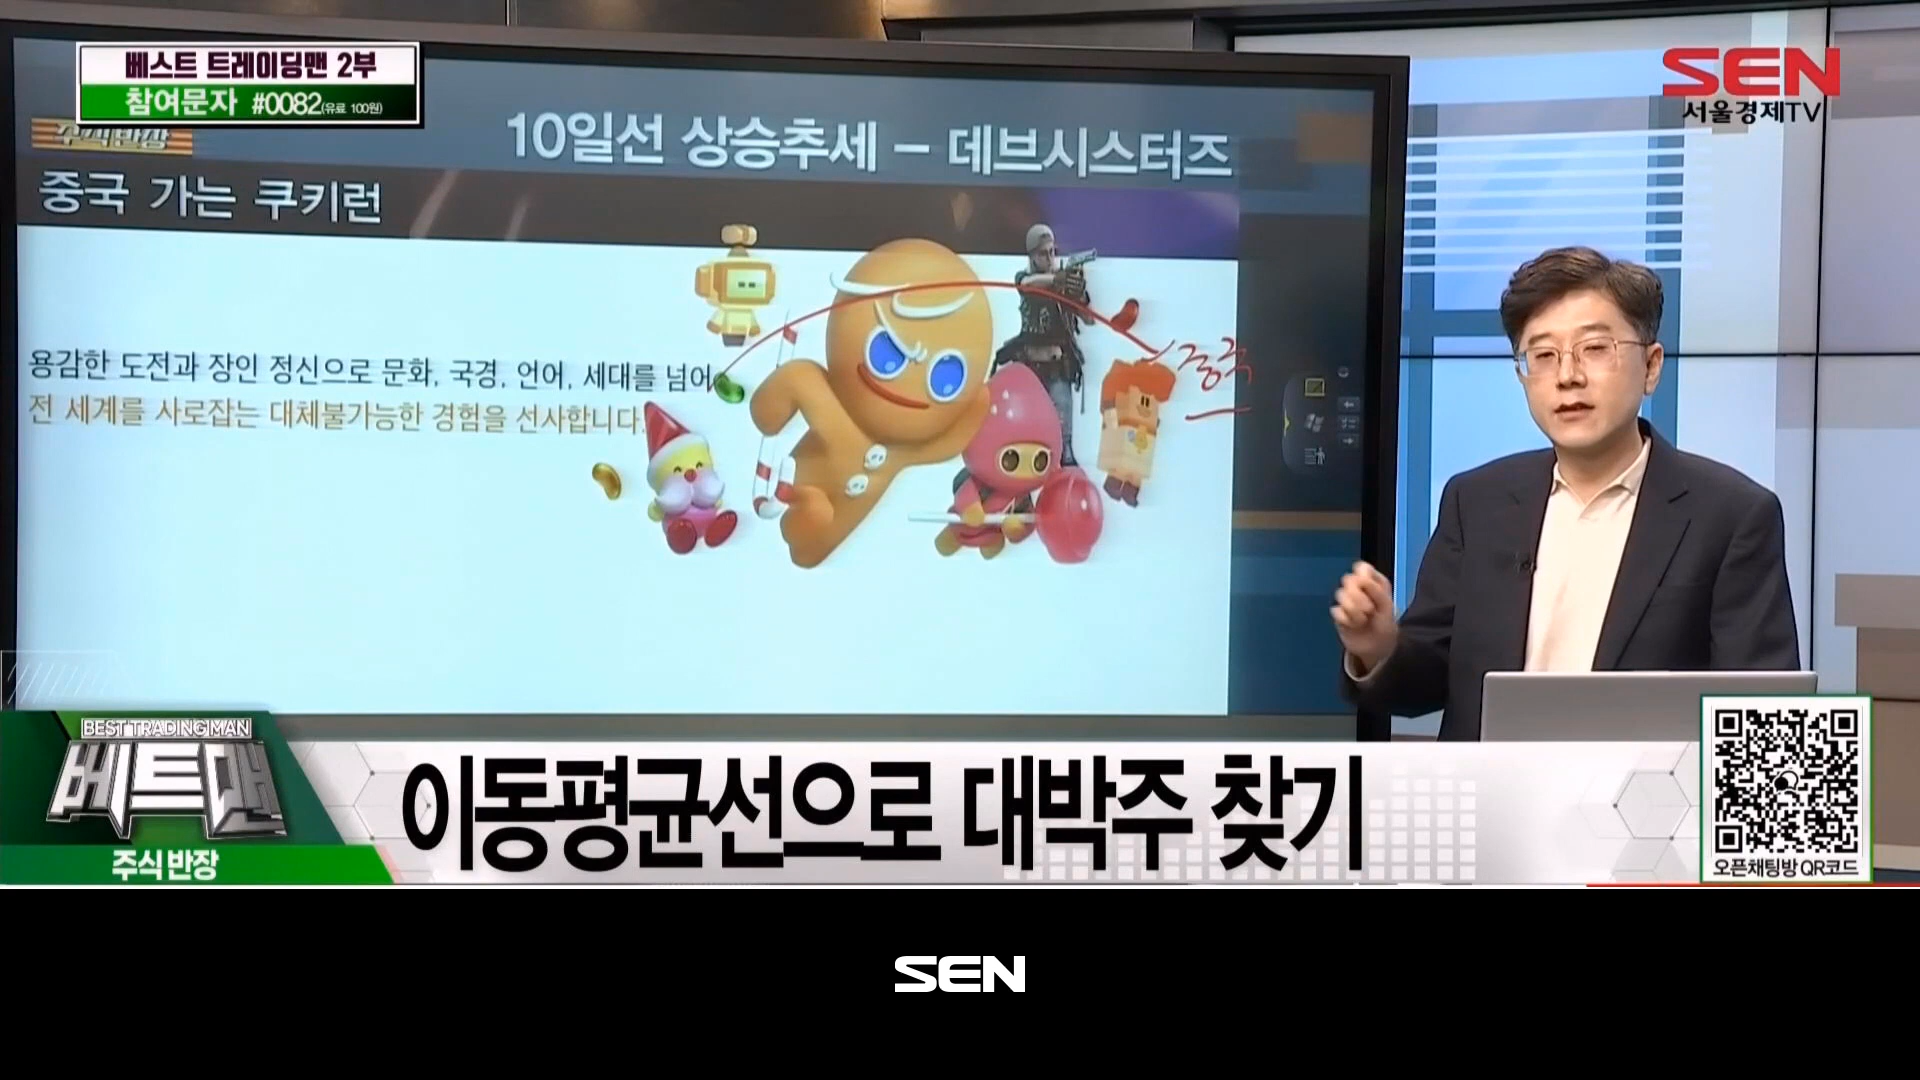 베스트 트레이딩맨 2부
참여문자 #0082(유료 100원)
SEN
서울경제TV
주식반장
10일선 상승추세 – 데브시스터즈
중국 가는 쿠키런
용감한 도전과 장인 정신으로 문화, 국경, 언어, 세대를 넘어
전 세계를 사로잡는 대체불가능한 경험을 선사합니다.
중국
BEST TRADING MAN
베트맨
주식 반장
이동평균선으로 대박주 찾기
오픈채팅방 QR코드
SEN